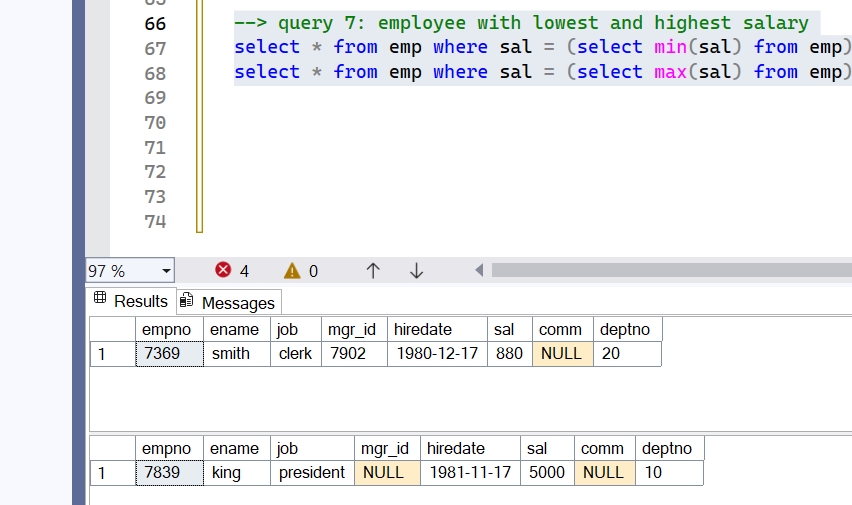 65
66 --> query 7: employee with lowest and highest salary
67 select * from emp where sal = (select min(sal) from emp)
68 select * from emp where sal = (select max(sal) from emp)
69
70
71
72
73
74
97 % 4 0
Results Messages
empno ename job mgr_id hiredate sal comm deptno
1 7369 smith clerk 7902 1980-12-17 880 NULL 20
empno ename job mgr_id hiredate sal comm deptno
1 7839 king president NULL 1981-11-17 5000 NULL 10